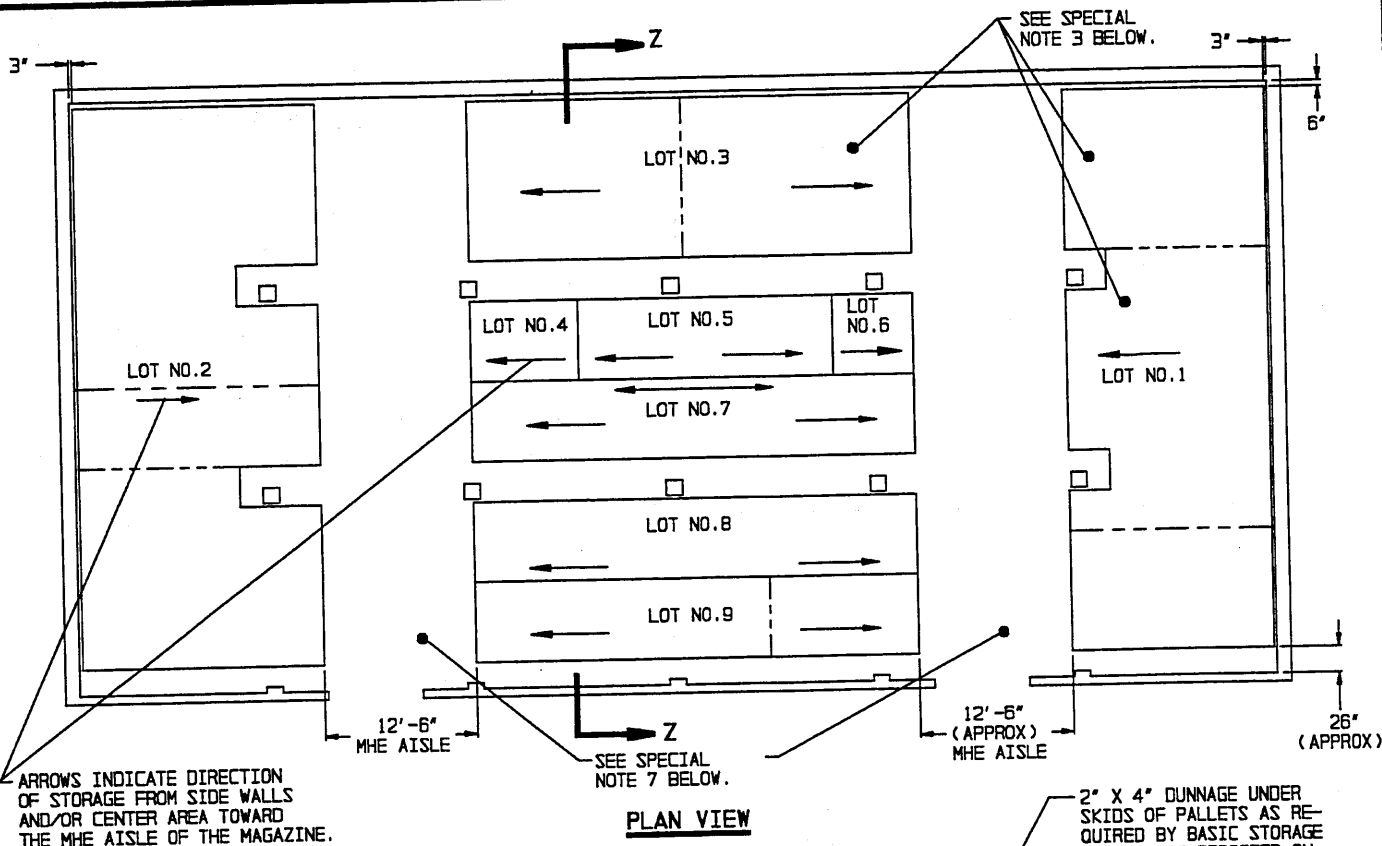 SEE SPECIAL
NOTE 3 BELOW.
Z
3"
3"
6"
LOT NO.3
LOT NO.4
LOT NO.5
LOT
NO.6
LOT NO.2
LOT NO.1
LOT NO.7
LOT NO.8
LOT NO.9
Z
12'-6"
MHE AISLE
12'-6"
(APPROX)
MHE AISLE
26"
(APPROX)
SEE SPECIAL
NOTE 7 BELOW.
ARROWS INDICATE DIRECTION
OF STORAGE FROM SIDE WALLS
AND/OR CENTER AREA TOWARD
THE MHE AISLE OF THE MAGAZINE.
PLAN VIEW
2" X 4" DUNNAGE UNDER
SKIDS OF PALLETS AS RE-
QUIRED BY BASIC STORAGE